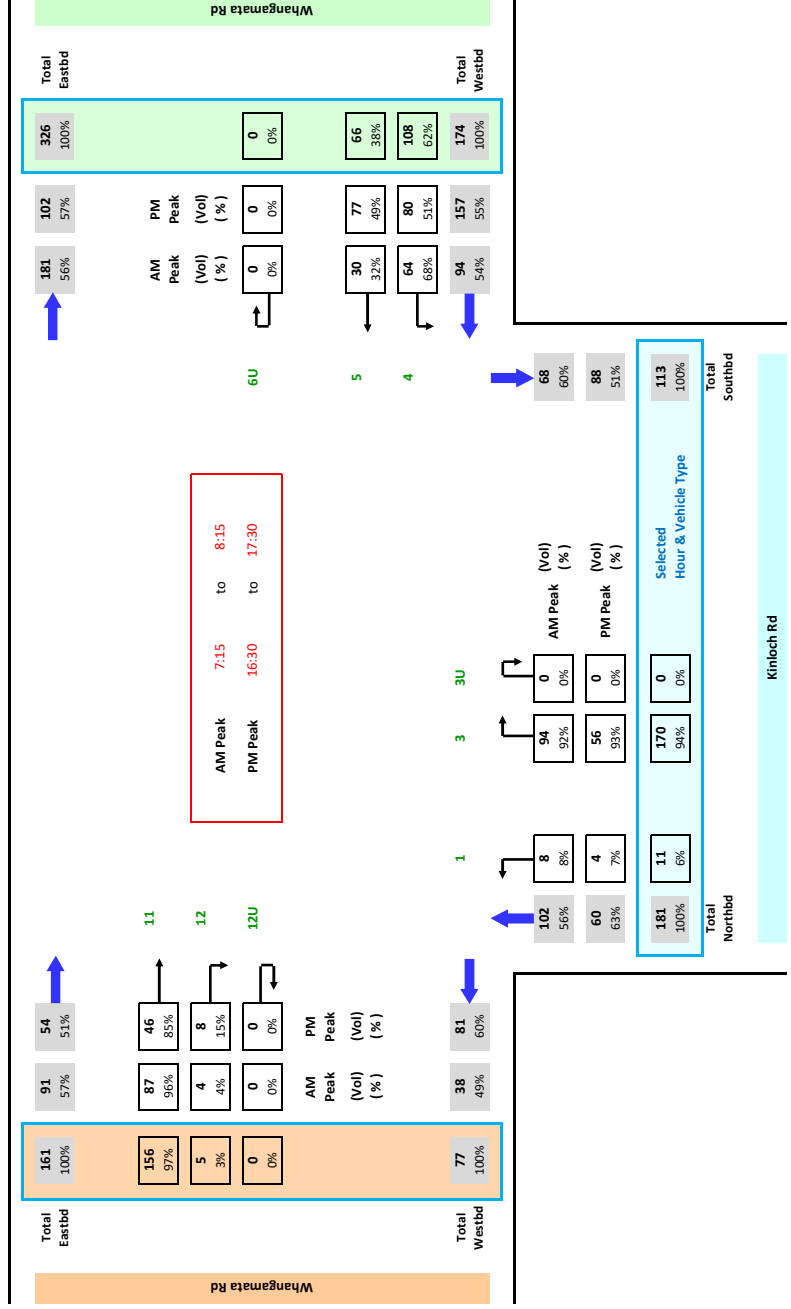 Whangamata Rd
Total 161 91 54 181 102 326 Total
Eastbd 100% 57% 51% 56% 57% 100% Eastbd
156 87 46 11 AM PM
97% 96% 85% Peak Peak
5 4 8 12 AM Peak 7:15 to 8:15 (Vol) (Vol)
3% 4% 15% ( % ) ( % )
0 0 0 12U PM Peak 16:30 to 17:30 6U 0 0 0
0% 0% 0% 0% 0% 0%
AM PM
Peak Peak
(Vol) (Vol) 5 30 77 66
( % ) ( % ) 32% 49% 38%
4 64 80 108
68% 51% 62%
Total 77 38 81 1 3 3U 94 157 174 Total
Westbd 100% 49% 60% 54% 55% 100% Westbd
Whangamata Rd
102 8 94 0 AM Peak (Vol) 68
56% 8% 92% 0% ( % ) 60%
60 4 56 0 PM Peak (Vol) 88
63% 7% 93% 0% ( % ) 51%
181 11 170 0 Selected 113
100% 6% 94% 0% Hour & Vehicle Type 100%
Total Total
Northbd Southbd
Kinloch Rd